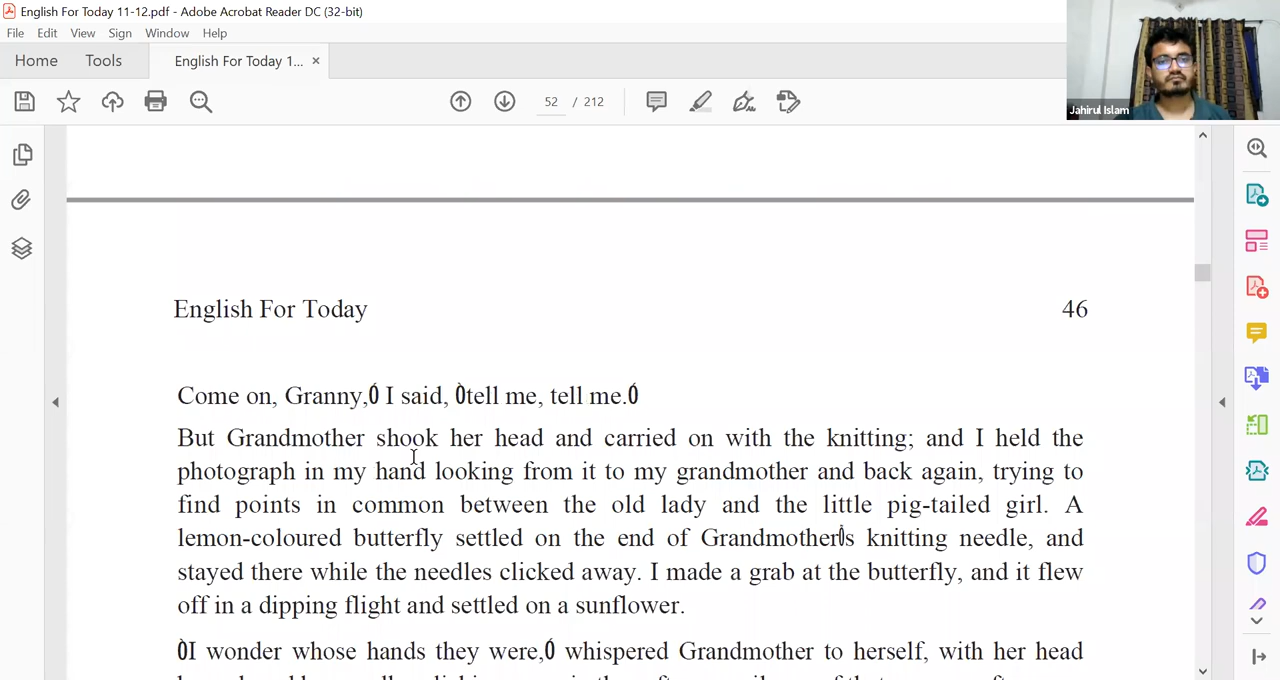 English For Today 11-12.pdf - Adobe Acrobat Reader DC (32-bit)
File Edit View Sign Window Help
Home Tools English For Today 1... ×
52 / 212
Jahirul Islam
English For Today 46
Come on, Granny,Ó I said, Òtell me, tell me.Ó
But Grandmother shook her head and carried on with the knitting; and I held the
photograph in my hand looking from it to my grandmother and back again, trying to
find points in common between the old lady and the little pig-tailed girl. A
lemon-coloured butterfly settled on the end of GrandmotherÕs knitting needle, and
stayed there while the needles clicked away. I made a grab at the butterfly, and it flew
off in a dipping flight and settled on a sunflower.
ÒI wonder whose hands they were,Ó whispered Grandmother to herself, with her head